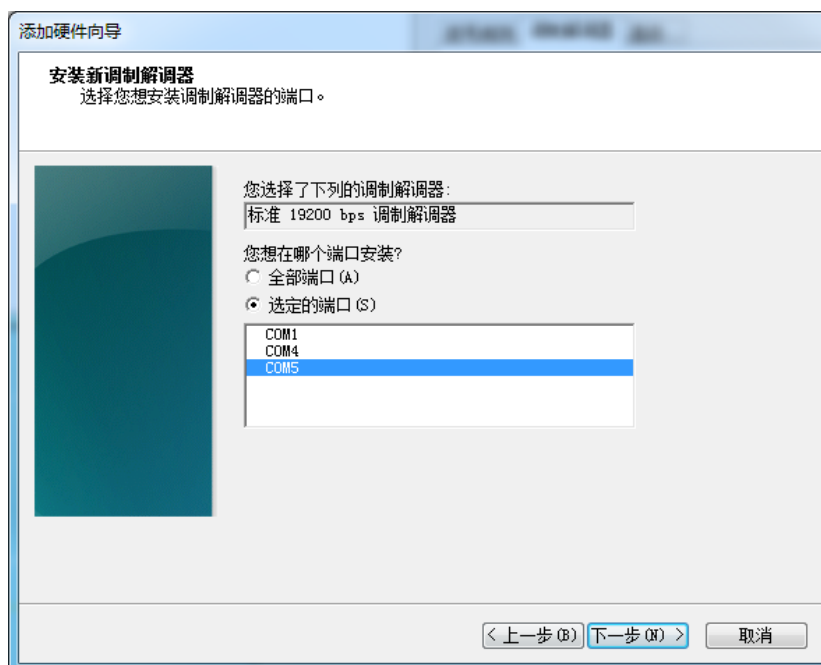 添加硬件向导
安装新调制解调器
选择您想安装调制解调器的端口。
您选择了下列的调制解调器:
标准 19200 bps 调制解调器
您想在哪个端口安装?
全部端口(A)
选定的端口(S)
COM1
COM4
COM5
< 上一步(B) 下一步(N) > 取消